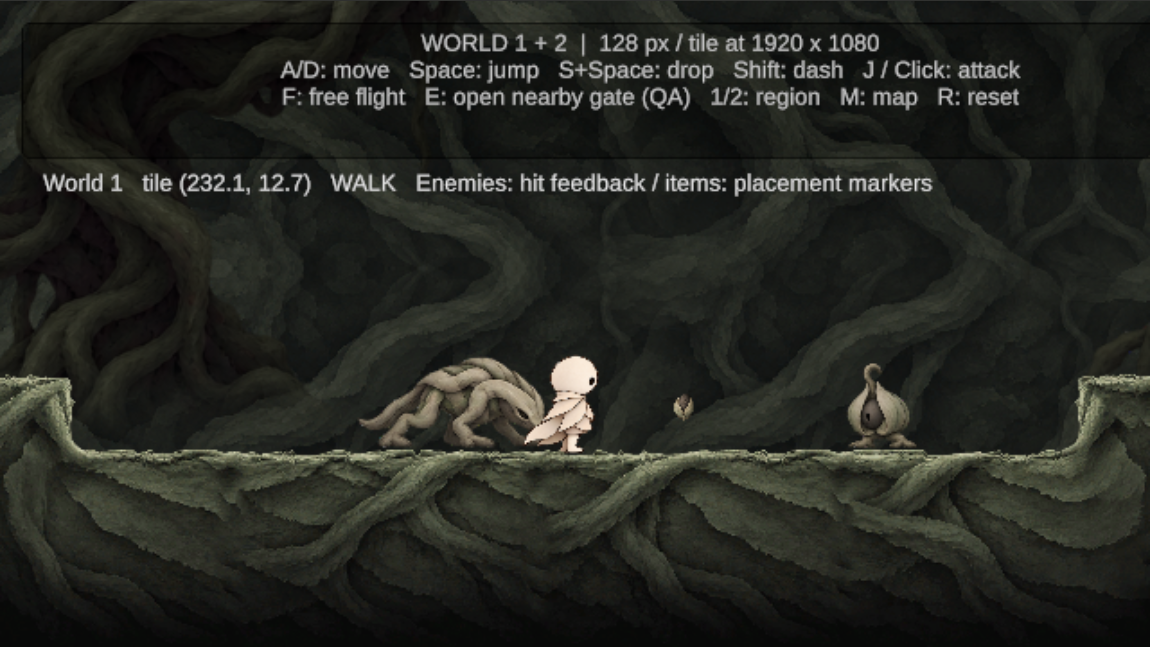 WORLD 1 + 2 | 128 px / tile at 1920 x 1080
A/D: move Space: jump S+Space: drop Shift: dash J / Click: attack
F: free flight E: open nearby gate (QA) 1/2: region M: map R: reset
World 1 tile (232.1, 12.7) WALK Enemies: hit feedback / items: placement markers